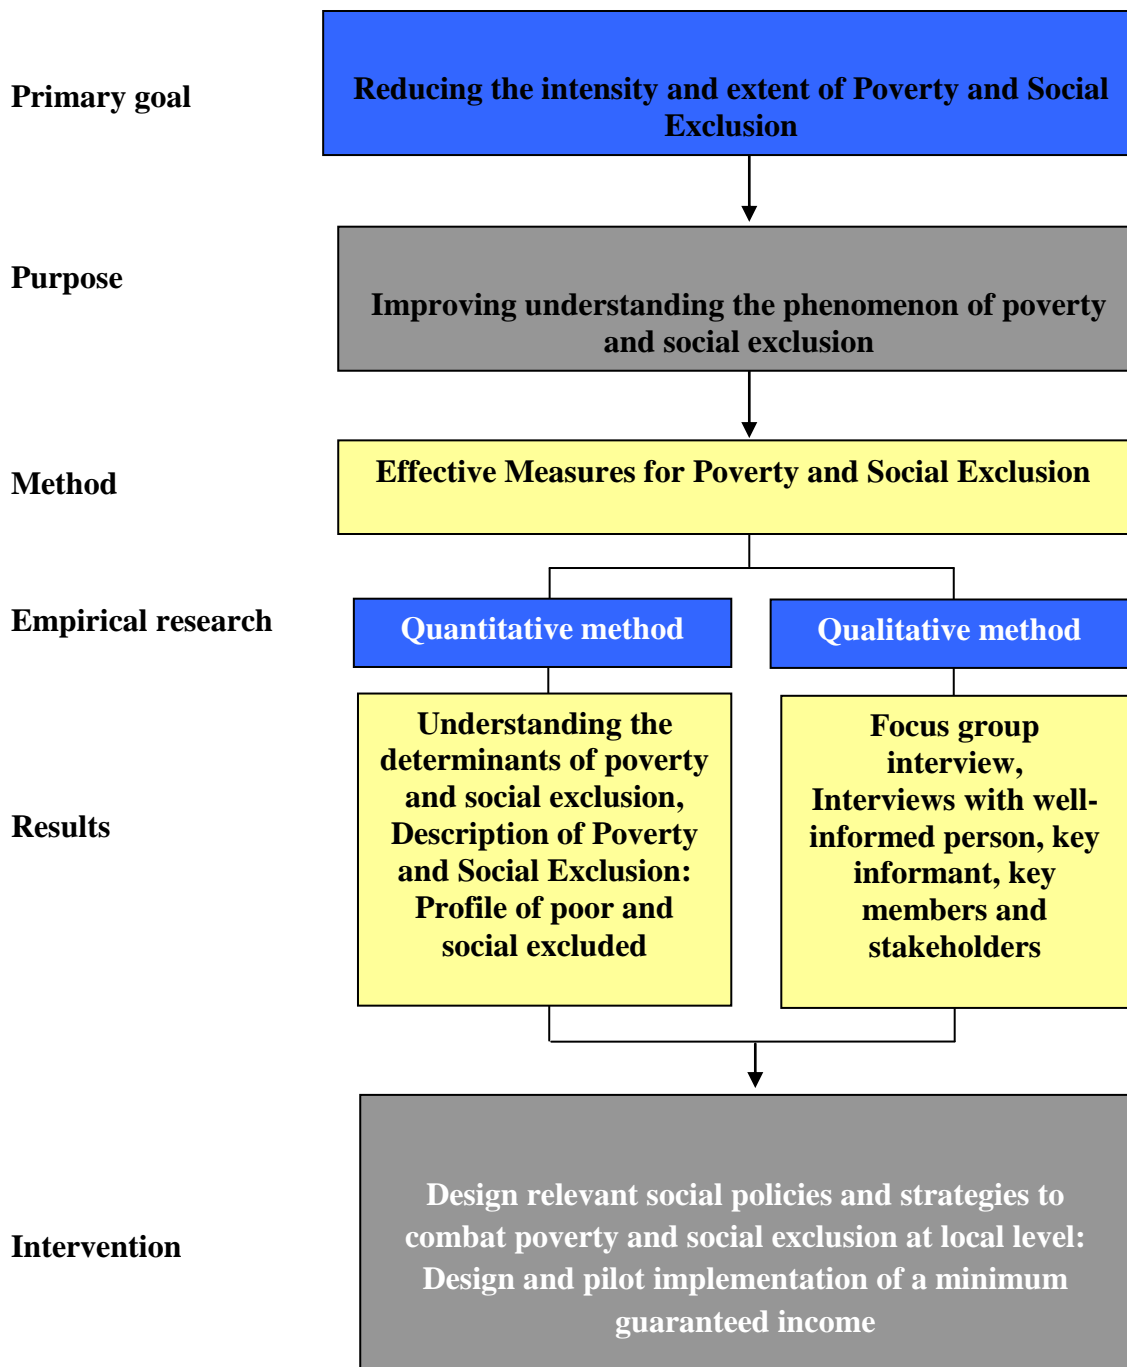 Primary goal
Reducing the intensity and extent of Poverty and Social
Exclusion
Purpose
Improving understanding the phenomenon of poverty
and social exclusion
Method
Effective Measures for Poverty and Social Exclusion
Empirical research
Quantitative method
Qualitative method
Results
Understanding the
determinants of poverty
and social exclusion,
Description of Poverty
and Social Exclusion:
Profile of poor and
social excluded
Focus group
interview,
Interviews with well-
informed person, key
informant, key
members and
stakeholders
Intervention
Design relevant social policies and strategies to
combat poverty and social exclusion at local level:
Design and pilot implementation of a minimum
guaranteed income